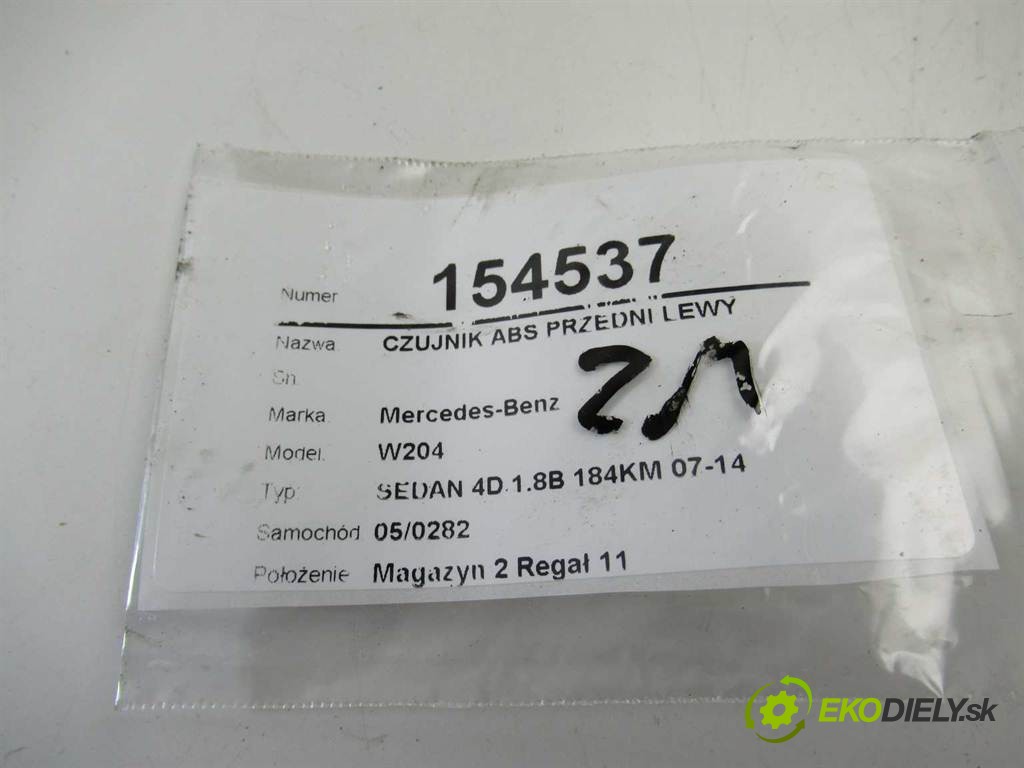 Numer 154537
Nazwa CZUJNIK ABS PRZEDNI LEWY
Sn
Marka Mercedes-Benz
Model W204
Typ SEDAN 4D 1.8B 184KM 07-14
Samochód 05/0282
Położenie Magazyn 2 Regał 11
EKODIELY.sk